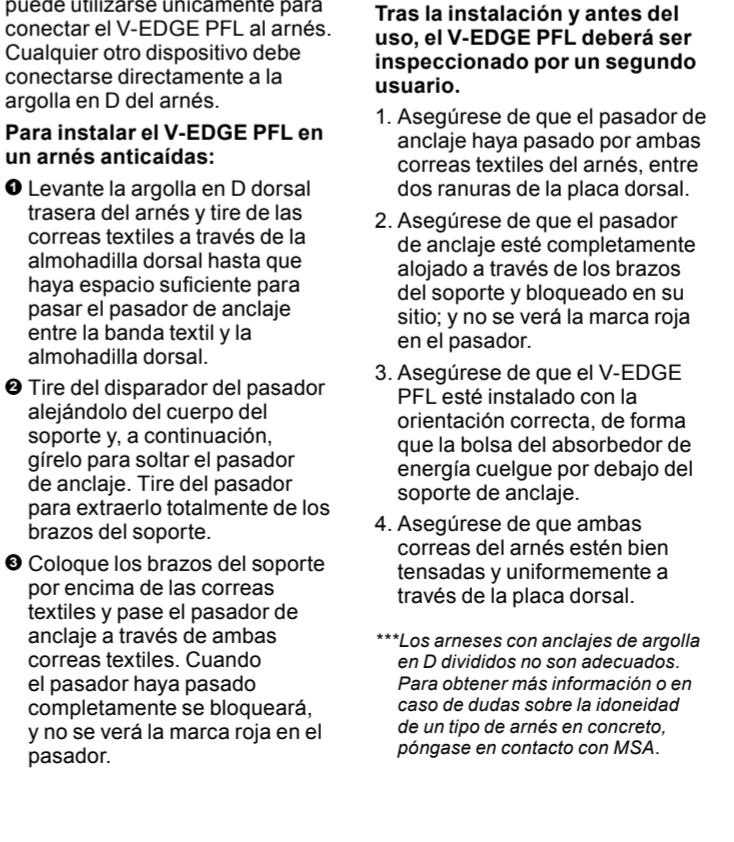 puede utilizarse únicamente para
conectar el V-EDGE PFL al arnés.
Cualquier otro dispositivo debe
conectarse directamente a la
argolla en D del arnés.
Para instalar el V-EDGE PFL en
un arnés anticaídas:
❶ Levante la argolla en D dorsal
trasera del arnés y tire de las
correas textiles a través de la
almohadilla dorsal hasta que
haya espacio suficiente para
pasar el pasador de anclaje
entre la banda textil y la
almohadilla dorsal.
❷ Tire del disparador del pasador
alejándolo del cuerpo del
soporte y, a continuación,
gírelo para soltar el pasador
de anclaje. Tire del pasador
para extraerlo totalmente de los
brazos del soporte.
❸ Coloque los brazos del soporte
por encima de las correas
textiles y pase el pasador de
anclaje a través de ambas
correas textiles. Cuando
el pasador haya pasado
completamente se bloqueará,
y no se verá la marca roja en el
pasador.
Tras la instalación y antes del
uso, el V-EDGE PFL deberá ser
inspeccionado por un segundo
usuario.
1. Asegúrese de que el pasador de
anclaje haya pasado por ambas
correas textiles del arnés, entre
dos ranuras de la placa dorsal.
2. Asegúrese de que el pasador
de anclaje esté completamente
alojado a través de los brazos
del soporte y bloqueado en su
sitio; y no se verá la marca roja
en el pasador.
3. Asegúrese de que el V-EDGE
PFL esté instalado con la
orientación correcta, de forma
que la bolsa del absorbedor de
energía cuelgue por debajo del
soporte de anclaje.
4. Asegúrese de que ambas
correas del arnés estén bien
tensadas y uniformemente a
través de la placa dorsal.
***Los arneses con anclajes de argolla
en D divididos no son adecuados.
Para obtener más información o en
caso de dudas sobre la idoneidad
de un tipo de arnés en concreto,
póngase en contacto con MSA.